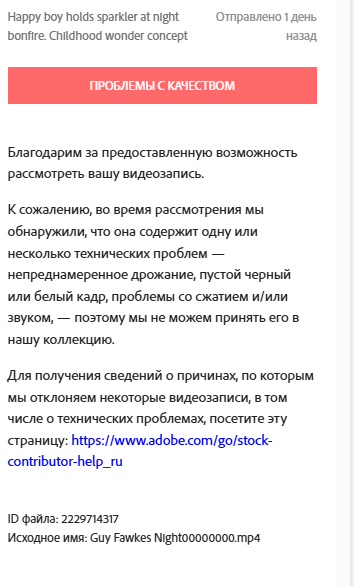 Happy boy holds sparkler at night
bonfire. Childhood wonder concept
Отправлено 1 день
назад
ПРОБЛЕМЫ С КАЧЕСТВОМ
Благодарим за предоставленную возможность
рассмотреть вашу видеозапись.
К сожалению, во время рассмотрения мы
обнаружили, что она содержит одну или
несколько технических проблем —
непреднамеренное дрожание, пустой черный
или белый кадр, проблемы со сжатием и/или
звуком, — поэтому мы не можем принять его в
нашу коллекцию.
Для получения сведений о причинах, по которым
мы отклоняем некоторые видеозаписи, в том
числе о технических проблемах, посетите эту
страницу: https://www.adobe.com/go/stock-
contributor-help_ru
ID файла: 2229714317
Исходное имя: Guy Fawkes Night00000000.mp4